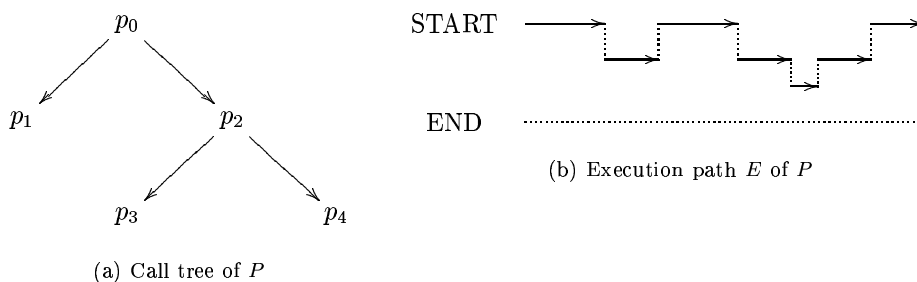 p0
START
p1
p2
END
(b) Execution path E of P
p3
p4
(a) Call tree of P